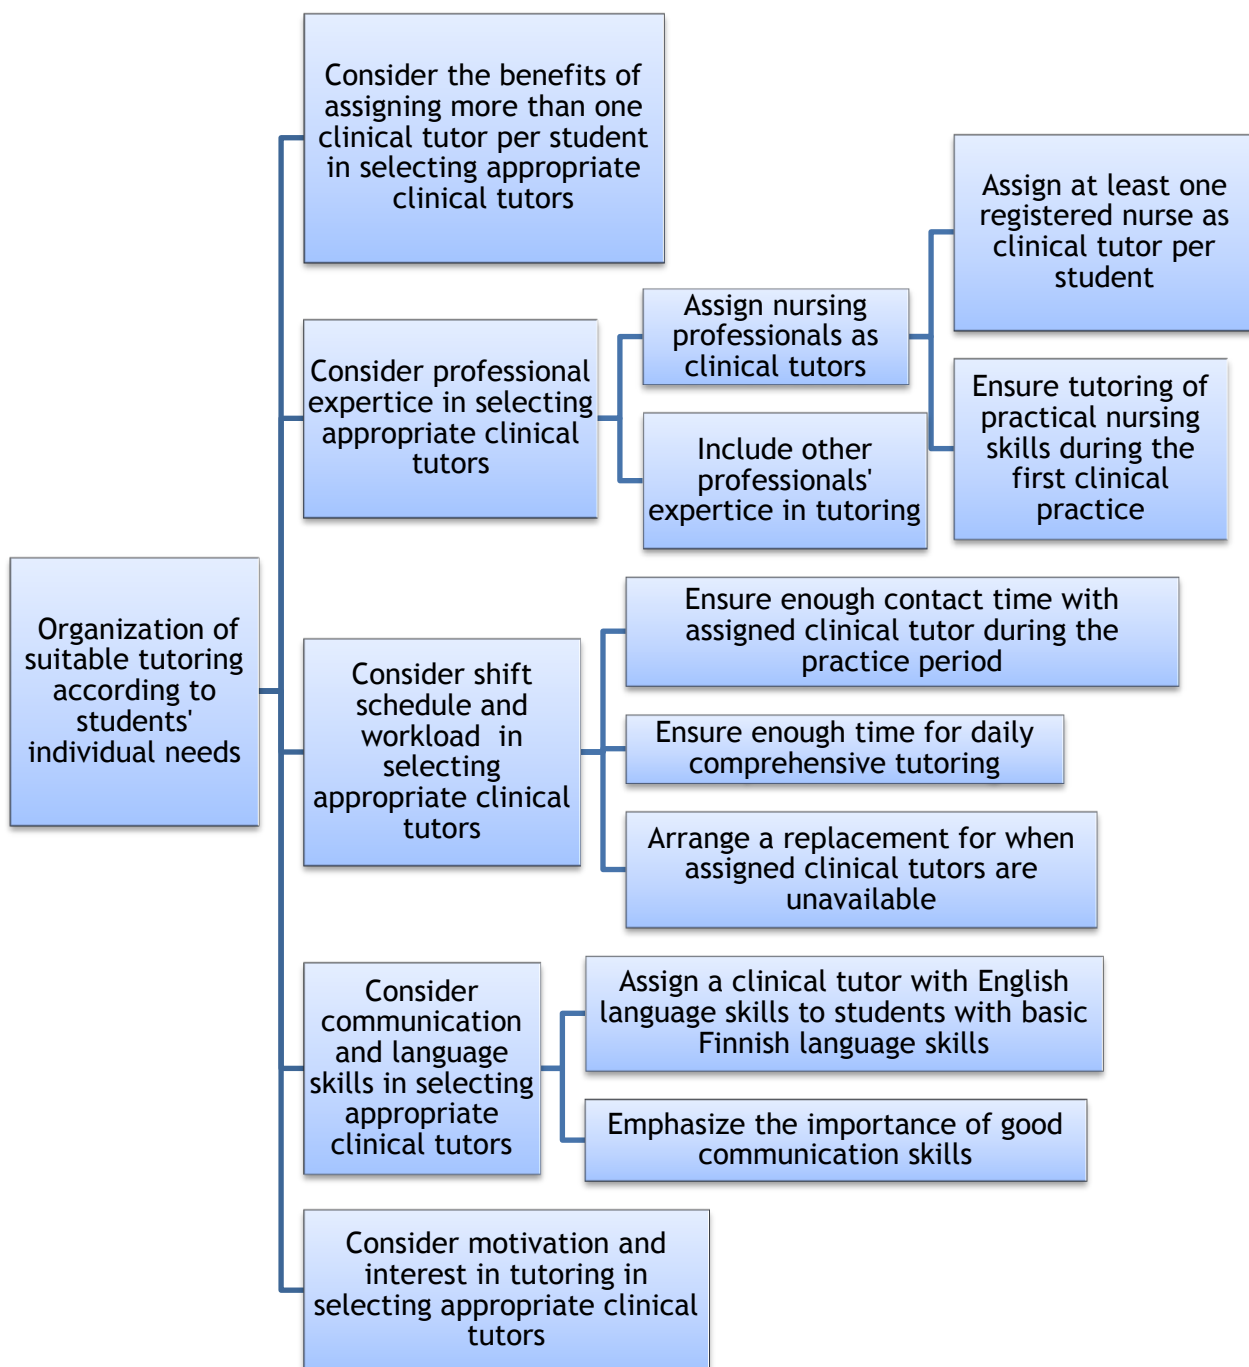 Organization of
suitable tutoring
according to
students'
individual needs
Consider the benefits of
assigning more than one
clinical tutor per student
in selecting appropriate
clinical tutors
Consider professional
expertice in selecting
appropriate clinical
tutors
Assign nursing
professionals as
clinical tutors
Assign at least one
registered nurse as
clinical tutor per
student
Ensure tutoring of
practical nursing
skills during the
first clinical
practice
Include other
professionals'
expertice in tutoring
Consider shift
schedule and
workload in
selecting
appropriate clinical
tutors
Ensure enough contact time with
assigned clinical tutor during the
practice period
Ensure enough time for daily
comprehensive tutoring
Arrange a replacement for when
assigned clinical tutors are
unavailable
Consider
communication
and language
skills in selecting
appropriate
clinical tutors
Assign a clinical tutor with English
language skills to students with basic
Finnish language skills
Emphasize the importance of good
communication skills
Consider motivation and
interest in tutoring in
selecting appropriate clinical
tutors